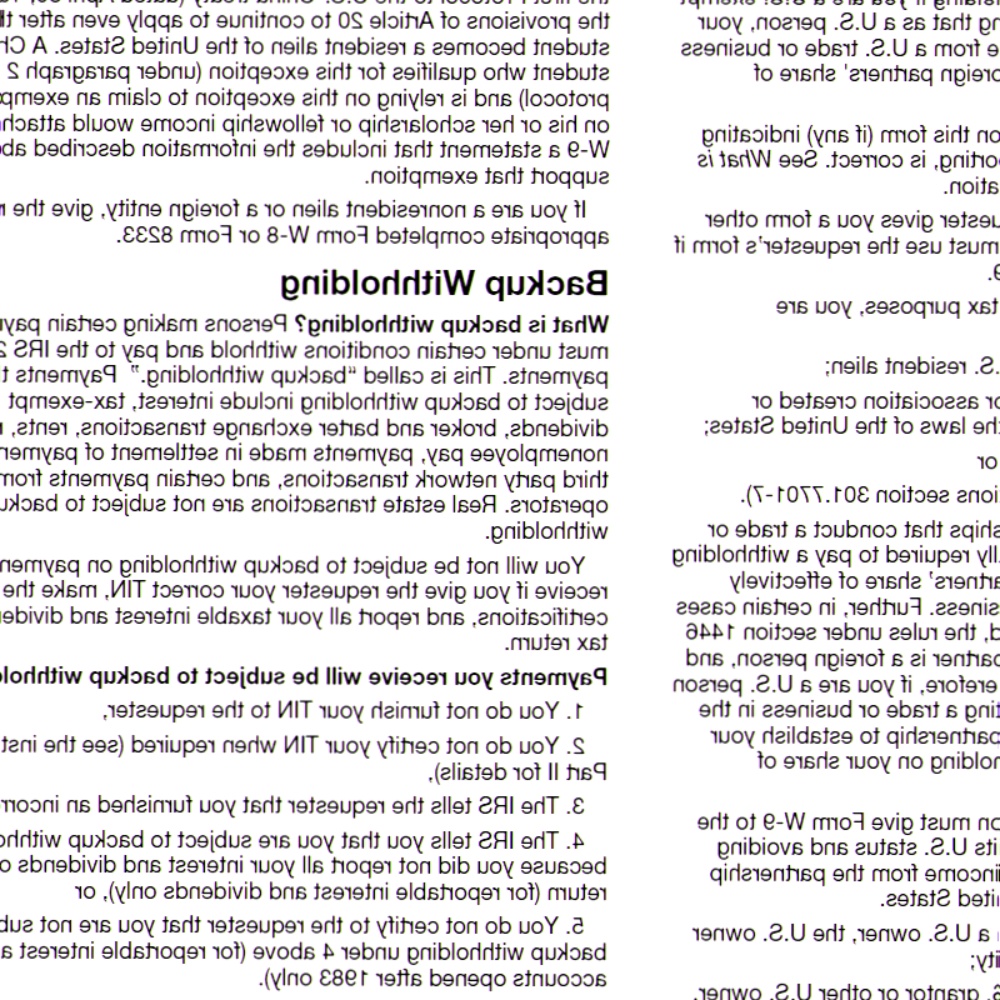 ng that as a U.S. person, your
e from a U.S. trade or business
oreign partners' share of
on this form (if any) indicating
porting, is correct. See What is
ation.
uester gives you a form other
must use the requester's form if
9.
tax purposes, you are
.S. resident alien;
or association created or
he laws of the United States;
or
ions section 301.7701-7).
ships that conduct a trade or
lly required to pay a withholding
artners' share of effectively
siness. Further, in certain cases
d, the rules under section 1446
partner is a foreign person, and
erefore, if you are a U.S. person
ting a trade or business in the
partnership to establish your
holding on your share of
on must give Form W-9 to the
its U.S. status and avoiding
income from the partnership
ited States.
h a U.S. owner, the U.S. owner
tity;
s, grantor or other U.S. owner,
the provisions of Article 20 to continue to apply even after th
student becomes a resident alien of the United States. A Ch
student who qualifies for this exception (under paragraph 2
protocol) and is relying on this exception to claim an exemp
on his or her scholarship or fellowship income would attach
W-9 a statement that includes the information described abo
support that exemption.
If you are a nonresident alien or a foreign entity, give the r
appropriate completed Form W-8 or Form 8233.
Backup Withholding
What is backup withholding? Persons making certain paym
must under certain conditions withhold and pay to the IRS 2
payments. This is called “backup withholding.” Payments t
subject to backup withholding include interest, tax-exempt
dividends, broker and barter exchange transactions, rents, r
nonemployee pay, payments made in settlement of paymen
third party network transactions, and certain payments from
operators. Real estate transactions are not subject to backu
withholding.
You will not be subject to backup withholding on paymen
receive if you give the requester your correct TIN, make the
certifications, and report all your taxable interest and divide
tax return.
Payments you receive will be subject to backup withhol
1. You do not furnish your TIN to the requester,
2. You do not certify your TIN when required (see the inst
Part II for details),
3. The IRS tells the requester that you furnished an incorre
4. The IRS tells you that you are subject to backup withho
because you did not report all your interest and dividends o
return (for reportable interest and dividends only), or
5. You do not certify to the requester that you are not sub
backup withholding under 4 above (for reportable interest a
accounts opened after 1983 only).